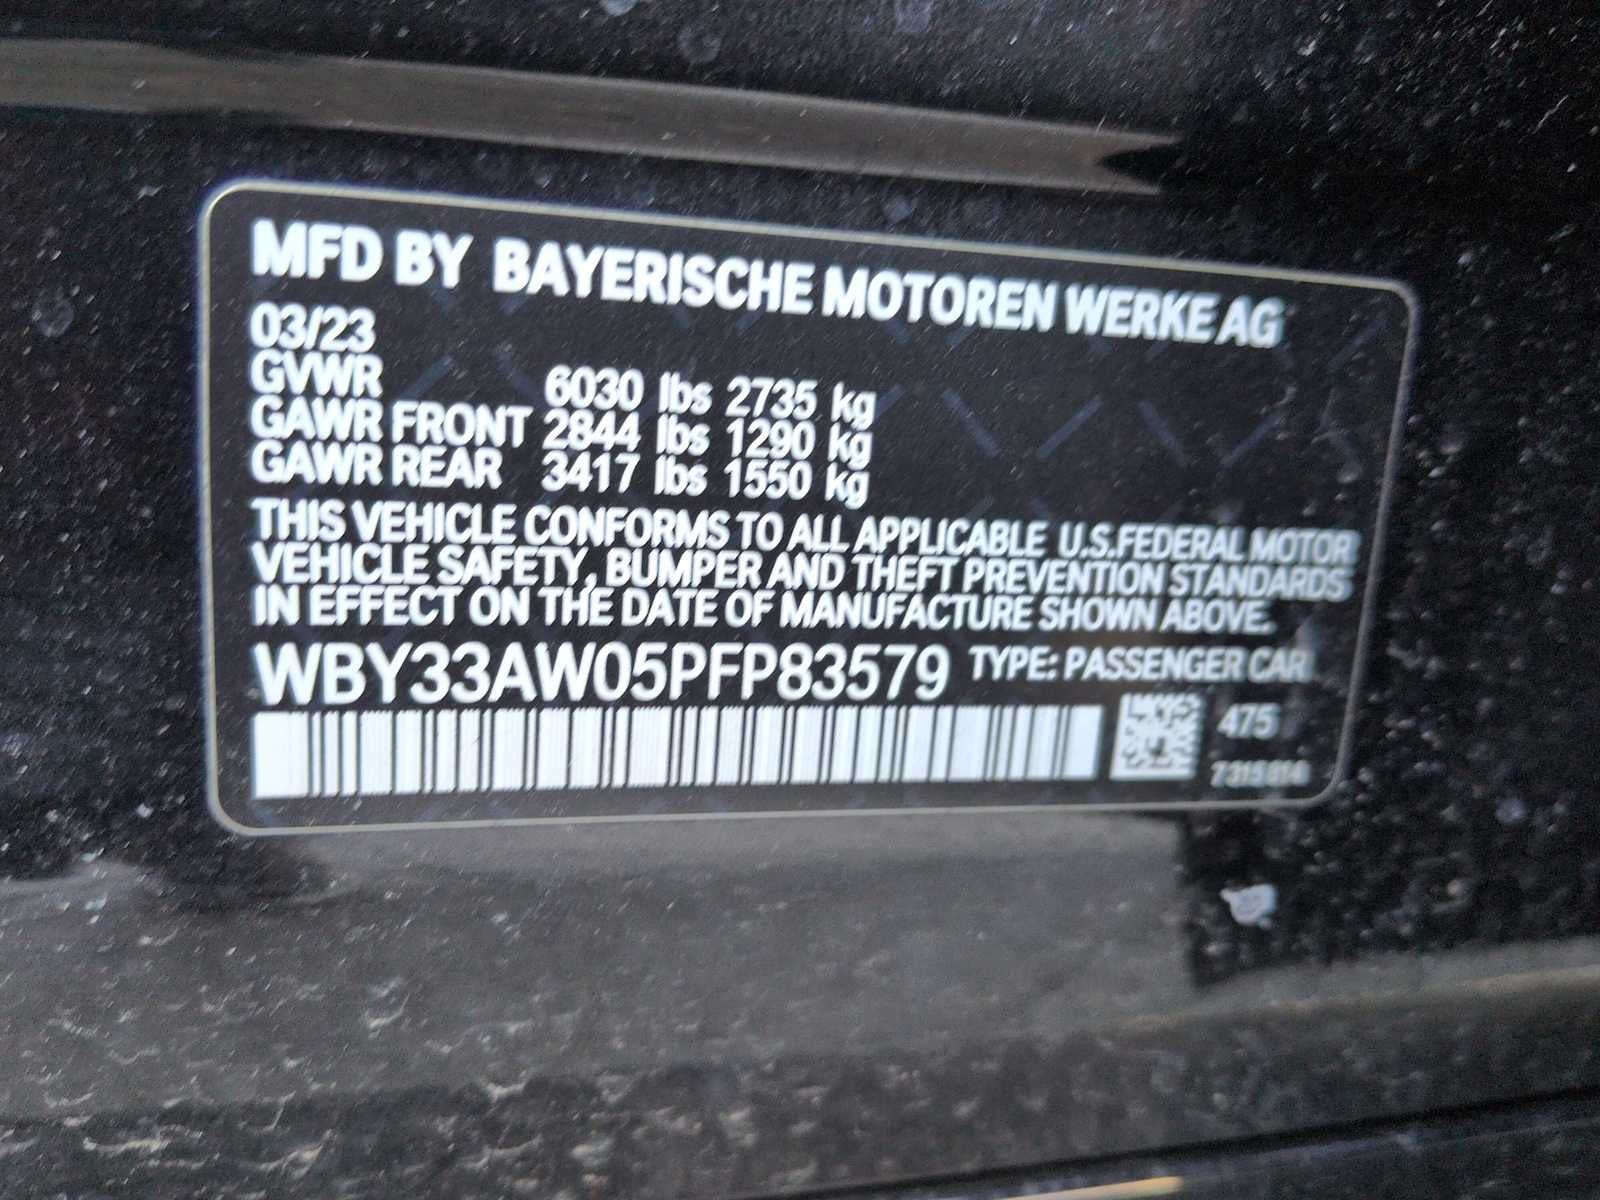 MFD BY BAYERISCHE MOTOREN WERKE AG
03/23
GVWR 6030 lbs 2735 kg
GAWR FRONT 2844 lbs 1290 kg
GAWR REAR 3417 lbs 1550 kg
THIS VEHICLE CONFORMS TO ALL APPLICABLE U.S.FEDERAL MOTOR
VEHICLE SAFETY, BUMPER AND THEFT PREVENTION STANDARDS
IN EFFECT ON THE DATE OF MANUFACTURE SHOWN ABOVE.
WBY33AW05PFP83579 TYPE: PASSENGER CAR
475
7315814